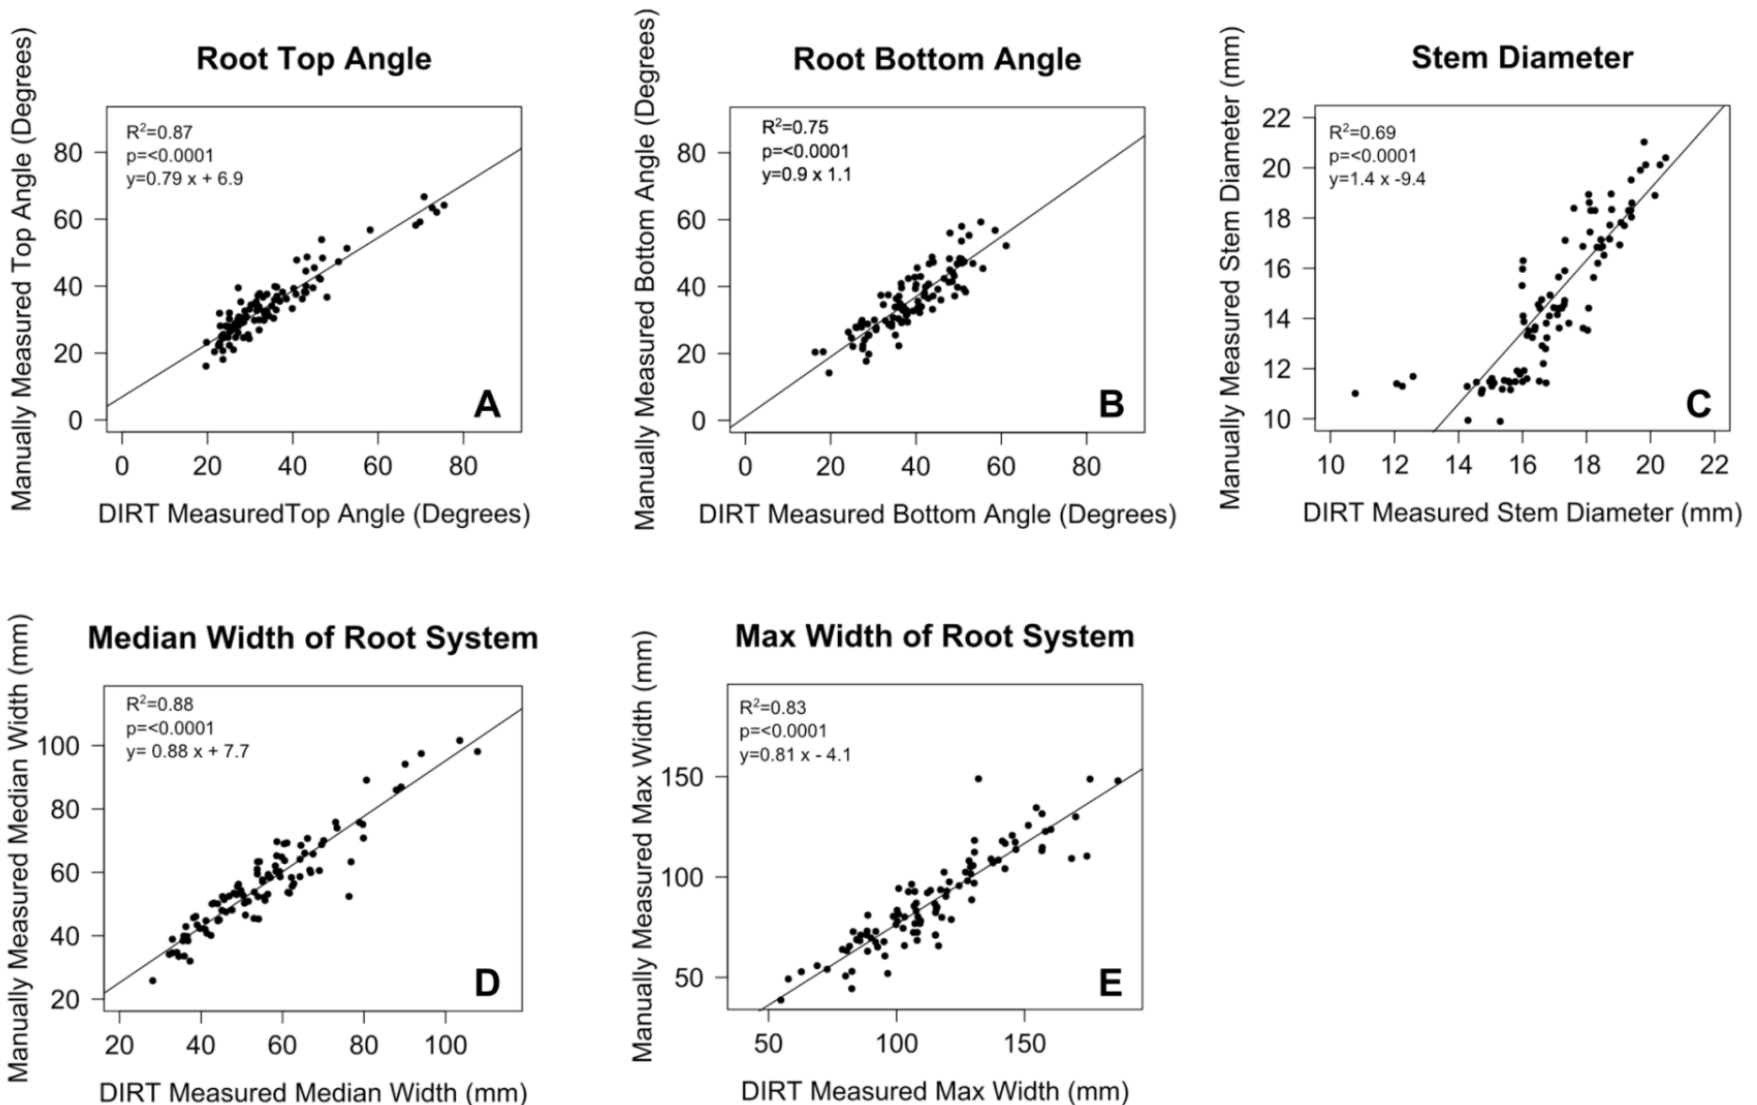 Root Top Angle
Manually Measured Top Angle (Degrees)
R²=0.87
p=<0.0001
y=0.79 x + 6.9
80
60
40
20
0
A
0 20 40 60 80
DIRT MeasuredTop Angle (Degrees)
Root Bottom Angle
Manually Measured Bottom Angle (Degrees)
R²=0.75
p=<0.0001
y=0.9 x 1.1
80
60
40
20
0
B
0 20 40 60 80
DIRT Measured Bottom Angle (Degrees)
Stem Diameter
Manually Measured Stem Diameter (mm)
R²=0.69
p=<0.0001
y=1.4 x -9.4
22
20
18
16
14
12
10
C
10 12 14 16 18 20 22
DIRT Measured Stem Diameter (mm)
Median Width of Root System
Manually Measured Median Width (mm)
R²=0.88
p=<0.0001
y= 0.88 x + 7.7
100
80
60
40
20
D
20 40 60 80 100
DIRT Measured Median Width (mm)
Max Width of Root System
Manually Measured Max Width (mm)
R²=0.83
p=<0.0001
y=0.81 x - 4.1
150
100
50
E
50 100 150
DIRT Measured Max Width (mm)